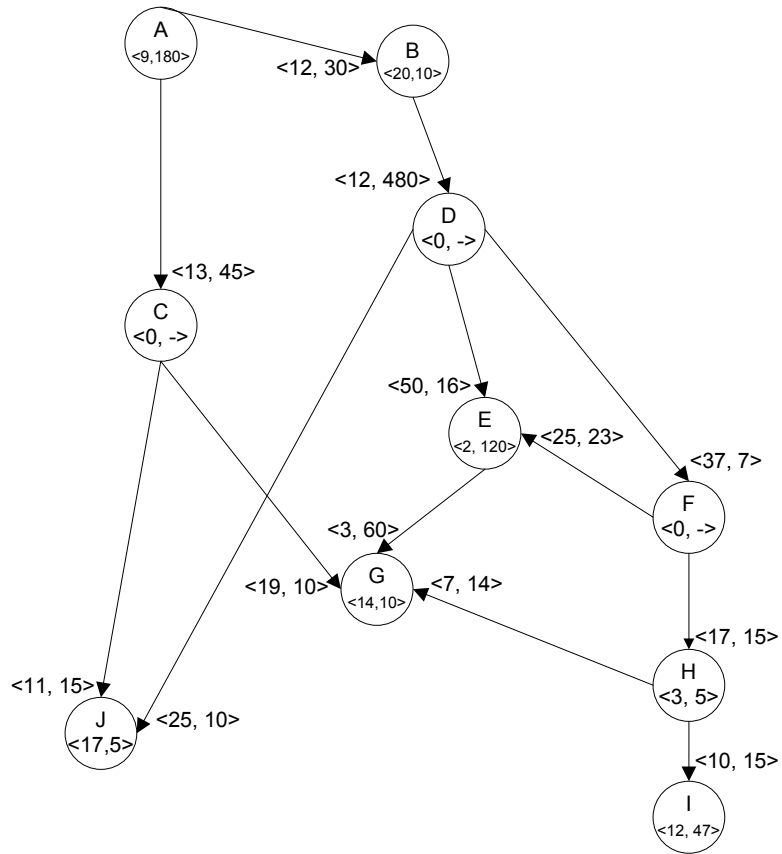 A
<9,180>
B
<20,10>
<12, 30>
<12, 480>
D
<0, ->
<13, 45>
C
<0, ->
<50, 16>
E
<2, 120>
<25, 23>
<37, 7>
F
<0, ->
<3, 60>
G
<14,10>
<19, 10>
<7, 14>
<17, 15>
H
<3, 5>
<11, 15>
J
<17,5>
<25, 10>
<10, 15>
I
<12, 47>